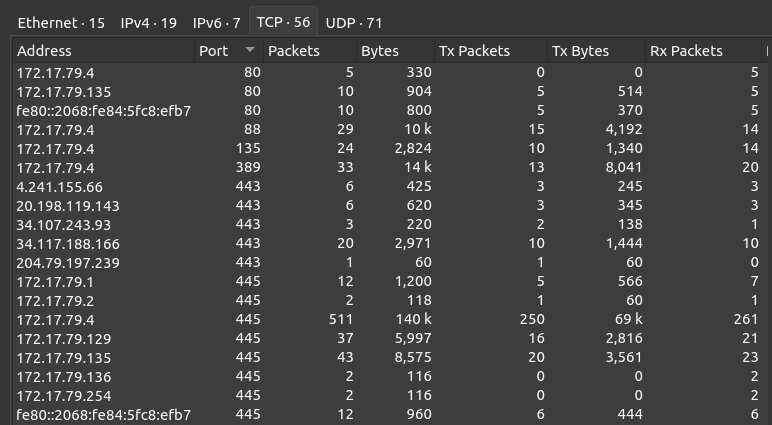 Ethernet · 15 IPv4 · 19 IPv6 · 7 TCP · 56 UDP · 71
Address Port Packets Bytes Tx Packets Tx Bytes Rx Packets
172.17.79.4 80 5 330 0 0 5
172.17.79.135 80 10 904 5 514 5
fe80::2068:fe84:5fc8:efb7 80 10 800 5 370 5
172.17.79.4 88 29 10 k 15 4,192 14
172.17.79.4 135 24 2,824 10 1,340 14
172.17.79.4 389 33 14 k 13 8,041 20
4.241.155.66 443 6 425 3 245 3
20.198.119.143 443 6 620 3 345 3
34.107.243.93 443 3 220 2 138 1
34.117.188.166 443 20 2,971 10 1,444 10
204.79.197.239 443 1 60 1 60 0
172.17.79.1 445 12 1,200 5 566 7
172.17.79.2 445 2 118 1 60 1
172.17.79.4 445 511 140 k 250 69 k 261
172.17.79.129 445 37 5,997 16 2,816 21
172.17.79.135 445 43 8,575 20 3,561 23
172.17.79.136 445 2 116 0 0 2
172.17.79.254 445 2 116 0 0 2
fe80::2068:fe84:5fc8:efb7 445 12 960 6 444 6